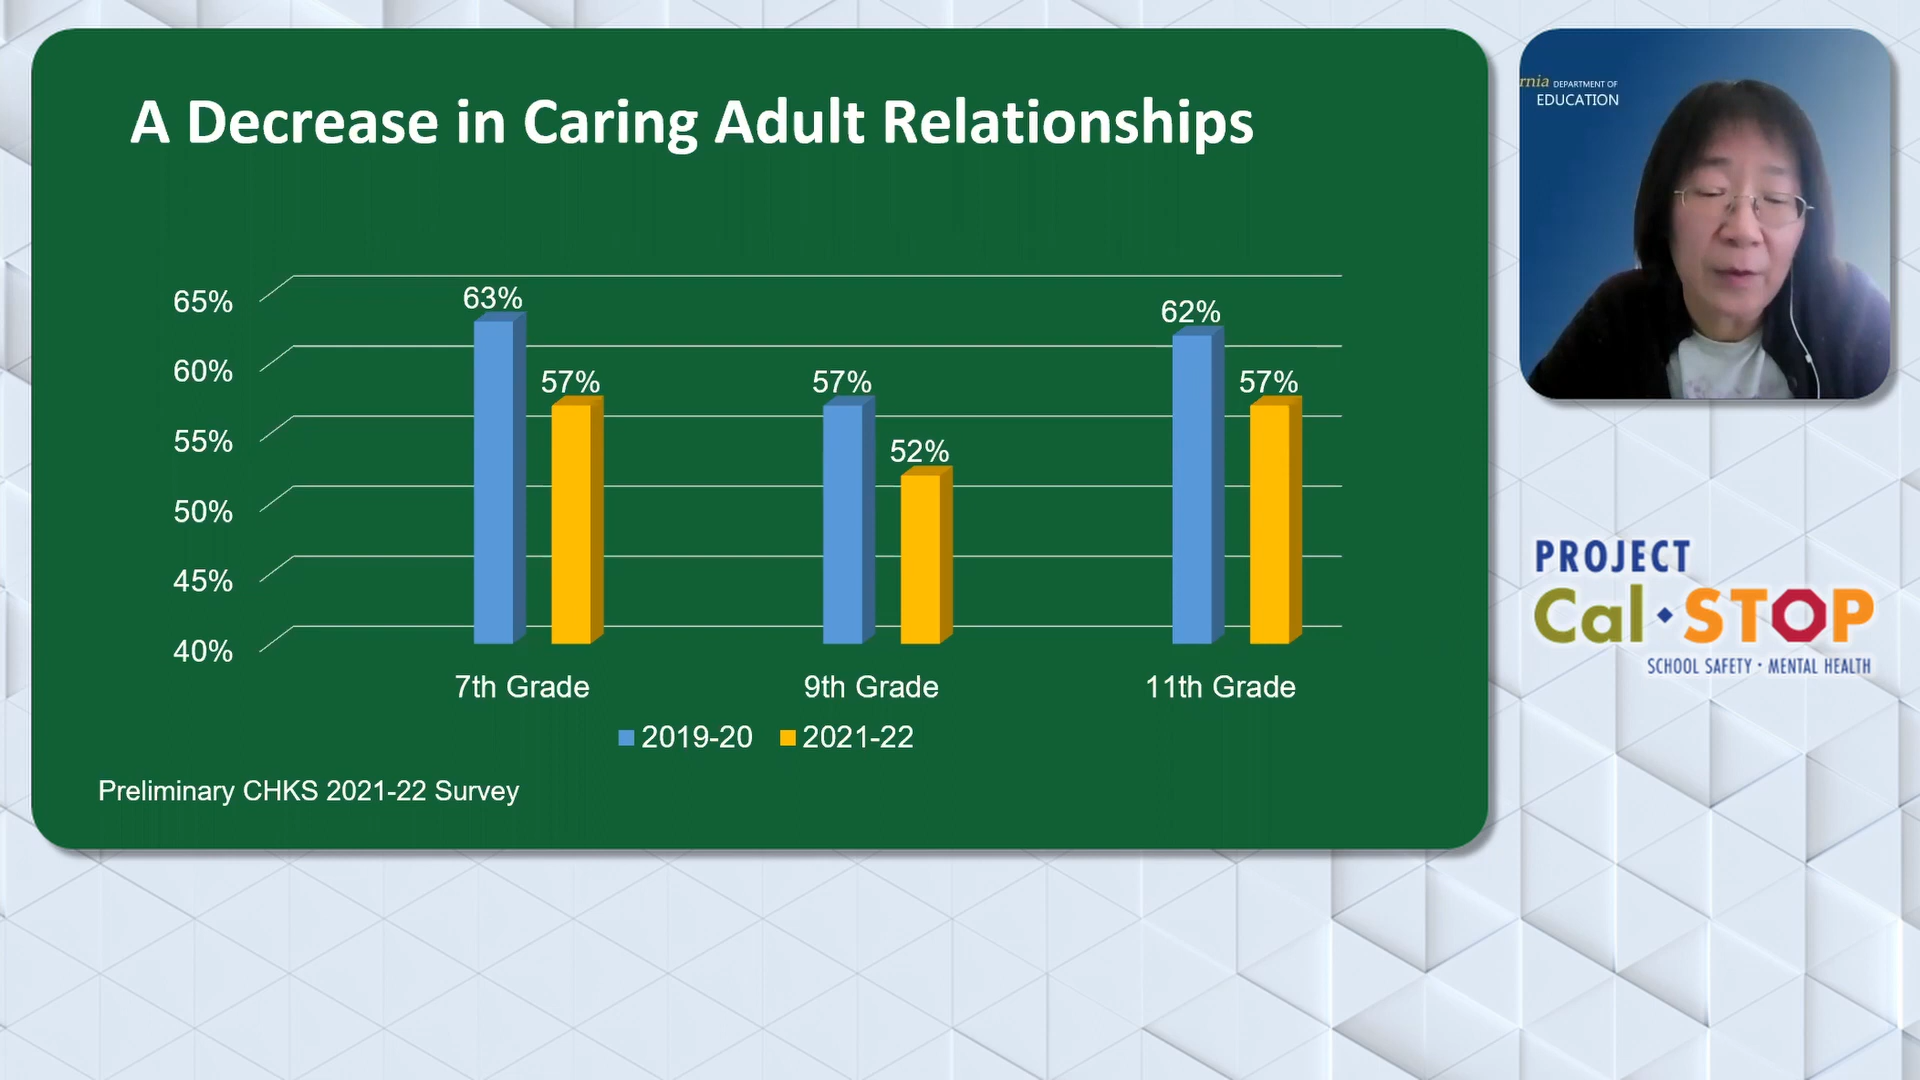 A Decrease in Caring Adult Relationships
65%
60%
55%
50%
45%
40%
63%
57%
57%
52%
62%
57%
7th Grade
9th Grade
11th Grade
2019-20
2021-22
Preliminary CHKS 2021-22 Survey
rnia DEPARTMENT OF
EDUCATION
PROJECT
Cal·STOP
SCHOOL SAFETY · MENTAL HEALTH